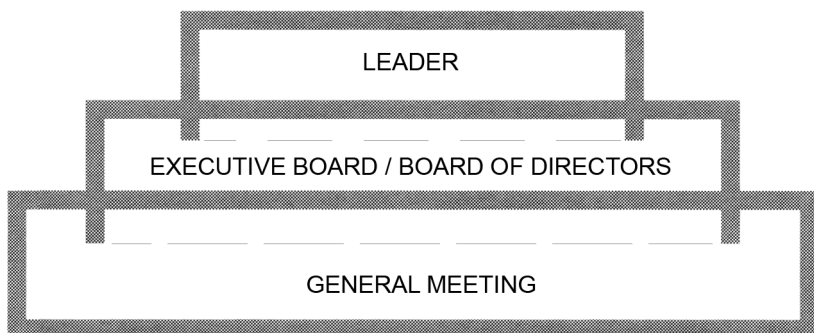 LEADER
EXECUTIVE BOARD / BOARD OF DIRECTORS
GENERAL MEETING